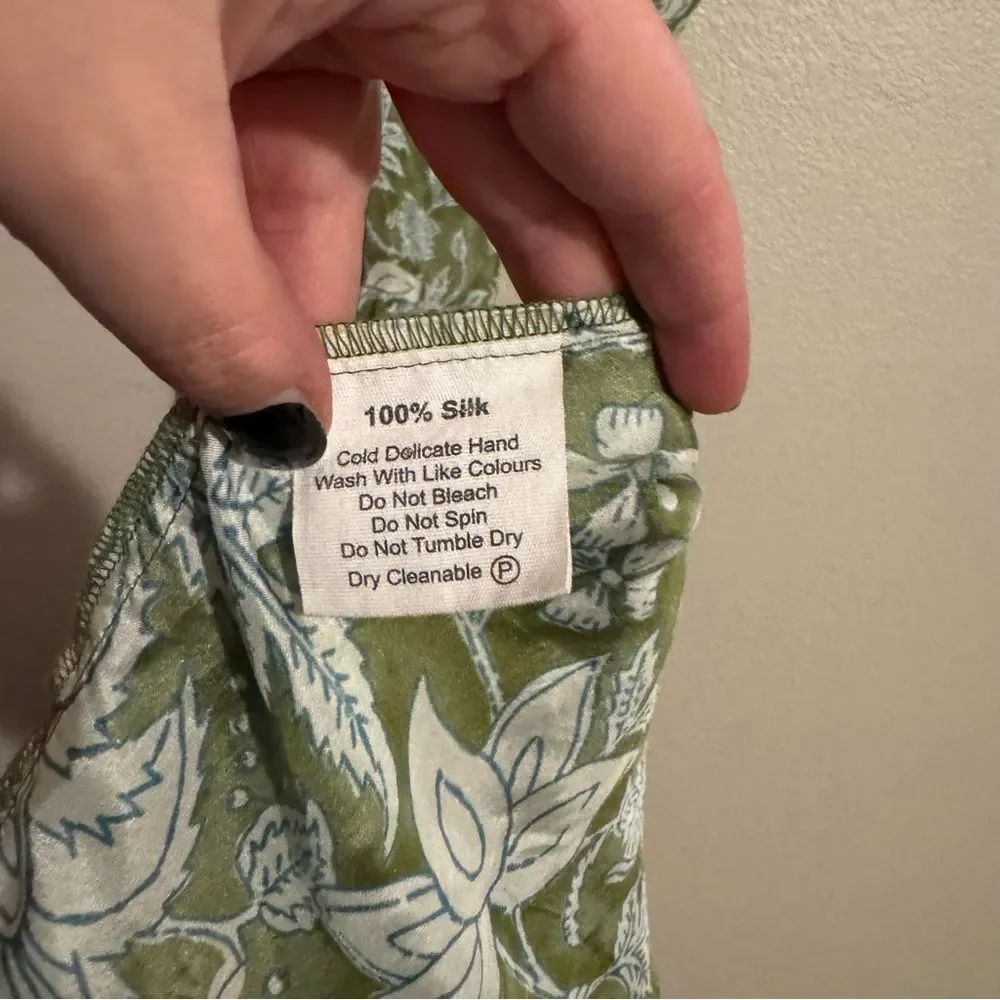 100% Silk
Cold Delicate Hand
Wash With Like Colours
Do Not Bleach
Do Not Spin
Do Not Tumble Dry
Dry Cleanable Ⓟ